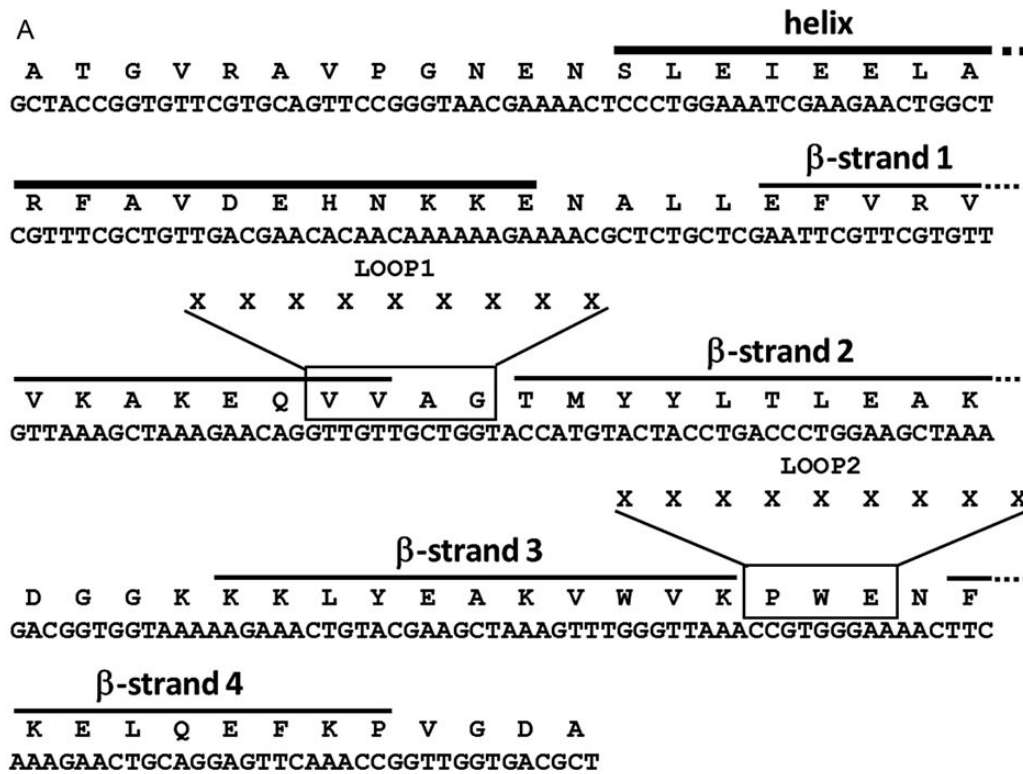 A
helix
A T G V R A V P G N E N S L E I E E L A
GCTACCGGTGTTCGTGCAGTTCCGGGTAACGAAAACTCCCTGGAAATCGAAGAACTGGCT
β-strand 1
R F A V D E H N K K E N A L L E F V R V
CGTTTCGCTGTTGACGAACACAACAAAAAAGAAAACGCTCTGCTCGAATTCGTTCGTGTT
LOOP1
X X X X X X X X X
β-strand 2
V K A K E Q V V A G T M Y Y L T L E A K
GTTAAAGCTAAAGAACAGGTTGTTGCTGGTACCATGTACTACCTGACCCTGGAAGCTAAA
LOOP2
X X X X X X X X X
β-strand 3
D G G K K K L Y E A K V W V K P W E N F
GACGGTGGTAAAAAGAAACTGTACGAAGCTAAAGTTTGGGTTAAACCGTGGGAAAACTTC
β-strand 4
K E L Q E F K P V G D A
AAAGAACTGCAGGAGTTCAAACCGGTTGGTGACGCT